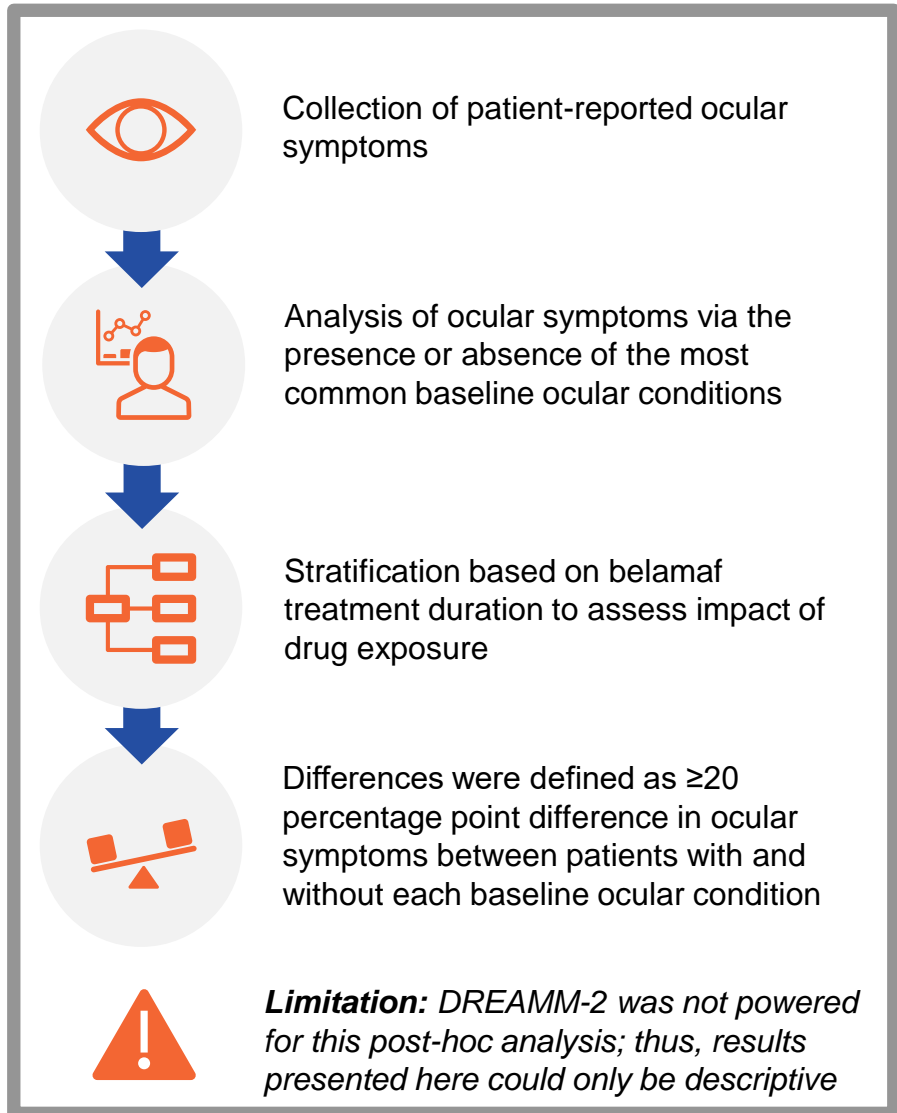 Collection of patient-reported ocular
symptoms
Analysis of ocular symptoms via the
presence or absence of the most
common baseline ocular conditions
Stratification based on belamaf
treatment duration to assess impact of
drug exposure
Differences were defined as ≥20
percentage point difference in ocular
symptoms between patients with and
without each baseline ocular condition
Limitation: DREAMM-2 was not powered
for this post-hoc analysis; thus, results
presented here could only be descriptive